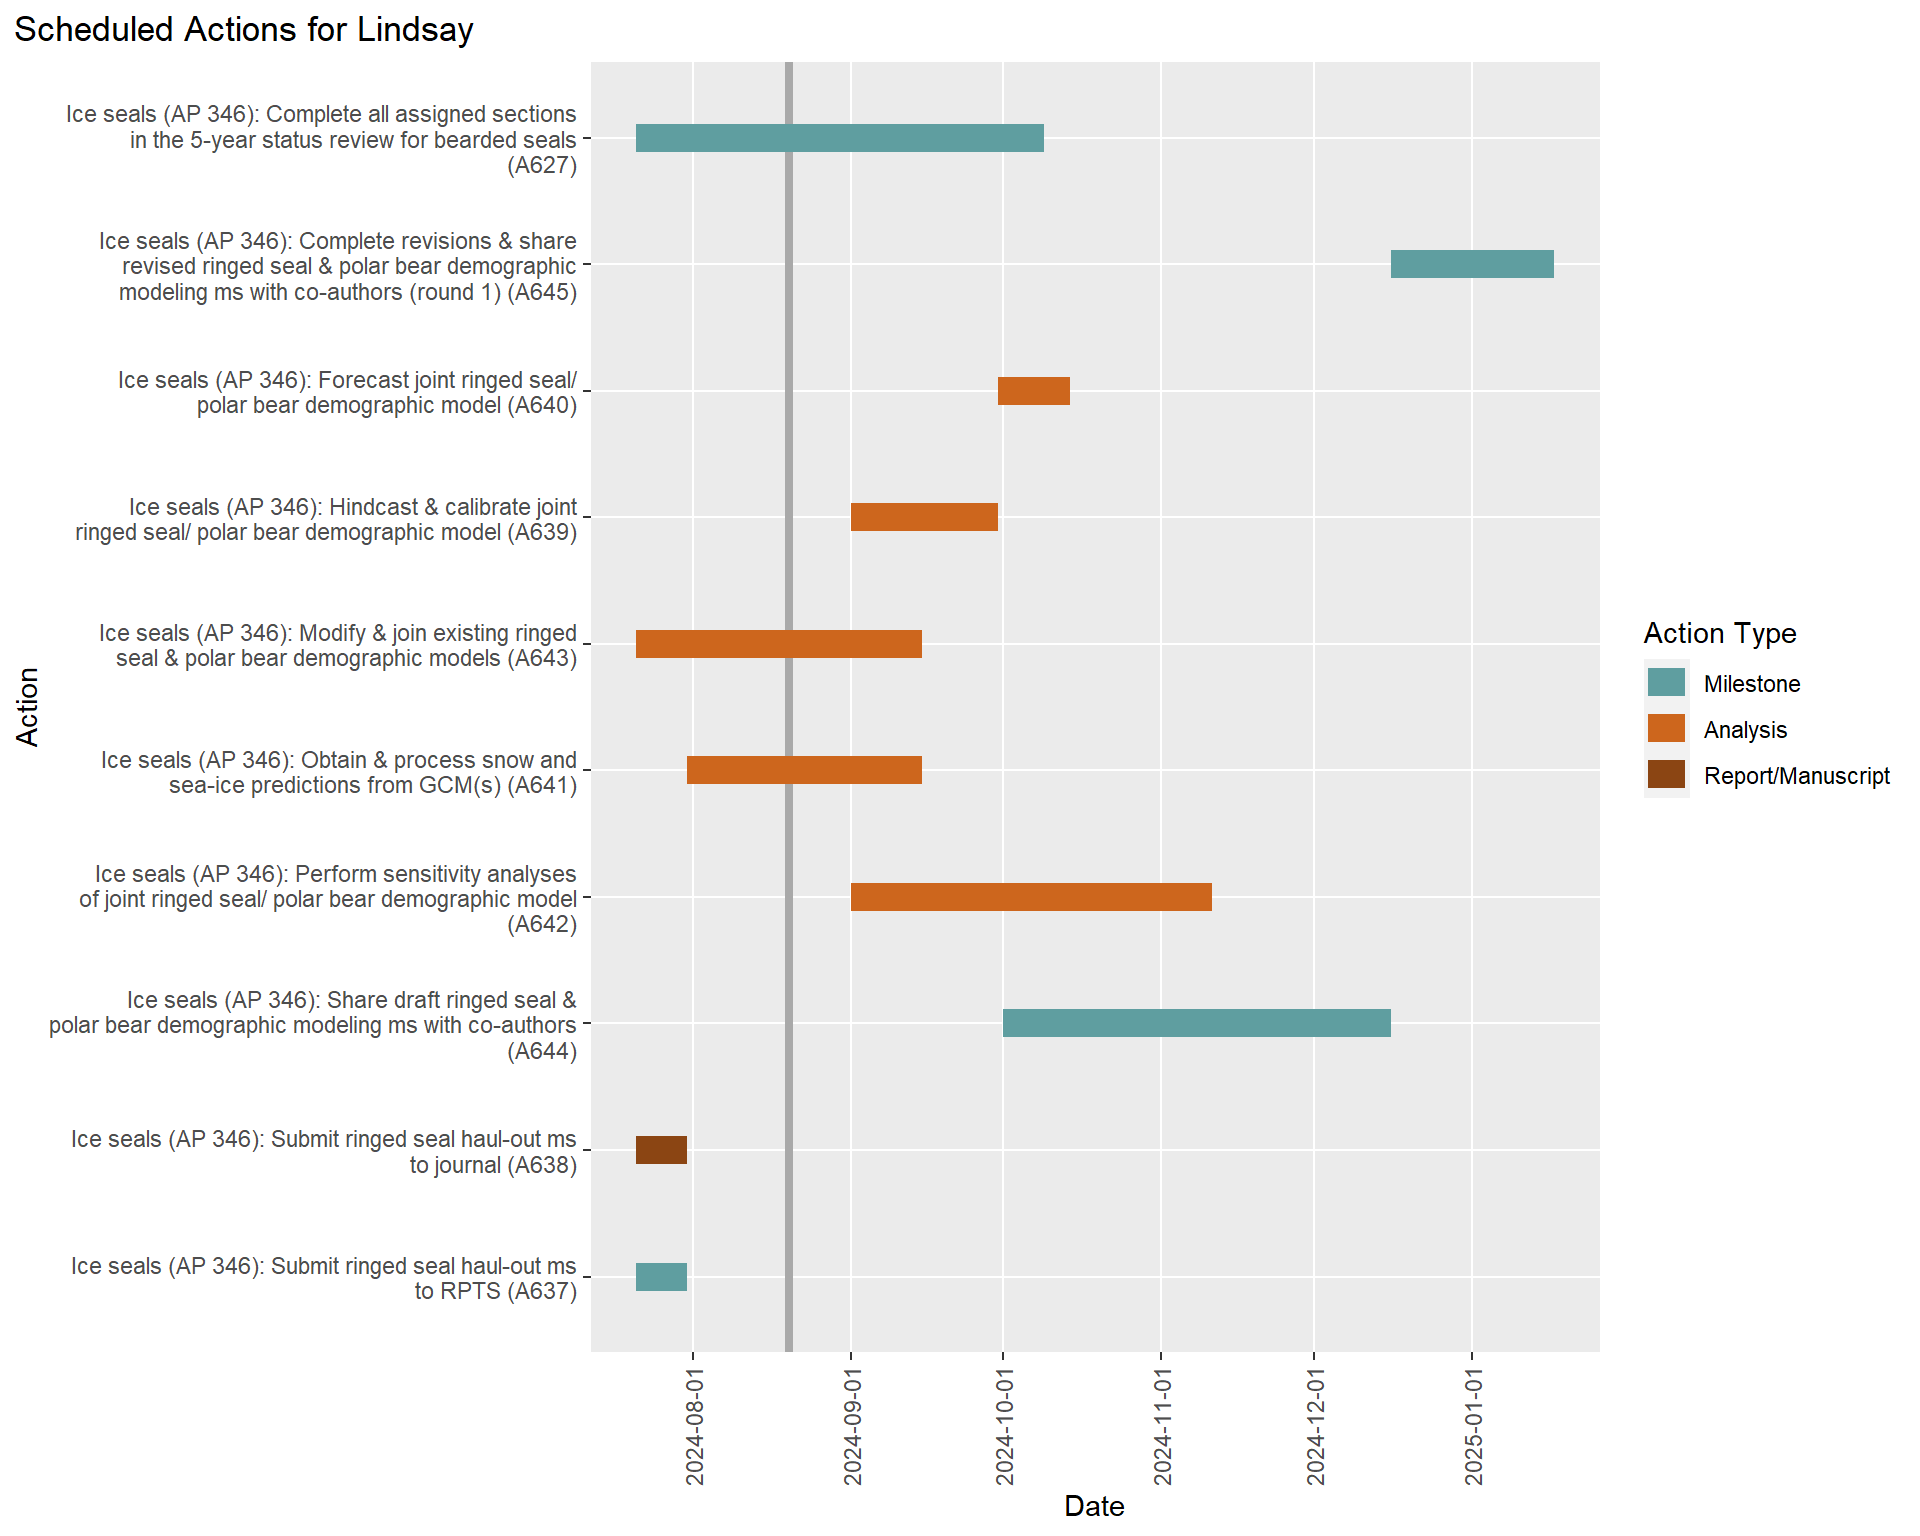 Scheduled Actions for Lindsay
Ice seals (AP 346): Complete all assigned sections
in the 5-year status review for bearded seals
(A627)
Ice seals (AP 346): Complete revisions & share
revised ringed seal & polar bear demographic
modeling ms with co-authors (round 1) (A645)
Ice seals (AP 346): Forecast joint ringed seal/
polar bear demographic model (A640)
Ice seals (AP 346): Hindcast & calibrate joint
ringed seal/ polar bear demographic model (A639)
Ice seals (AP 346): Modify & join existing ringed
seal & polar bear demographic models (A643)
Ice seals (AP 346): Obtain & process snow and
sea-ice predictions from GCM(s) (A641)
Ice seals (AP 346): Perform sensitivity analyses
of joint ringed seal/ polar bear demographic model
(A642)
Ice seals (AP 346): Share draft ringed seal &
polar bear demographic modeling ms with co-authors
(A644)
Ice seals (AP 346): Submit ringed seal haul-out ms
to journal (A638)
Ice seals (AP 346): Submit ringed seal haul-out ms
to RPTS (A637)
Action
2024-08-01
2024-09-01
2024-10-01
2024-11-01
2024-12-01
2025-01-01
Date
Action Type
Milestone
Analysis
Report/Manuscript